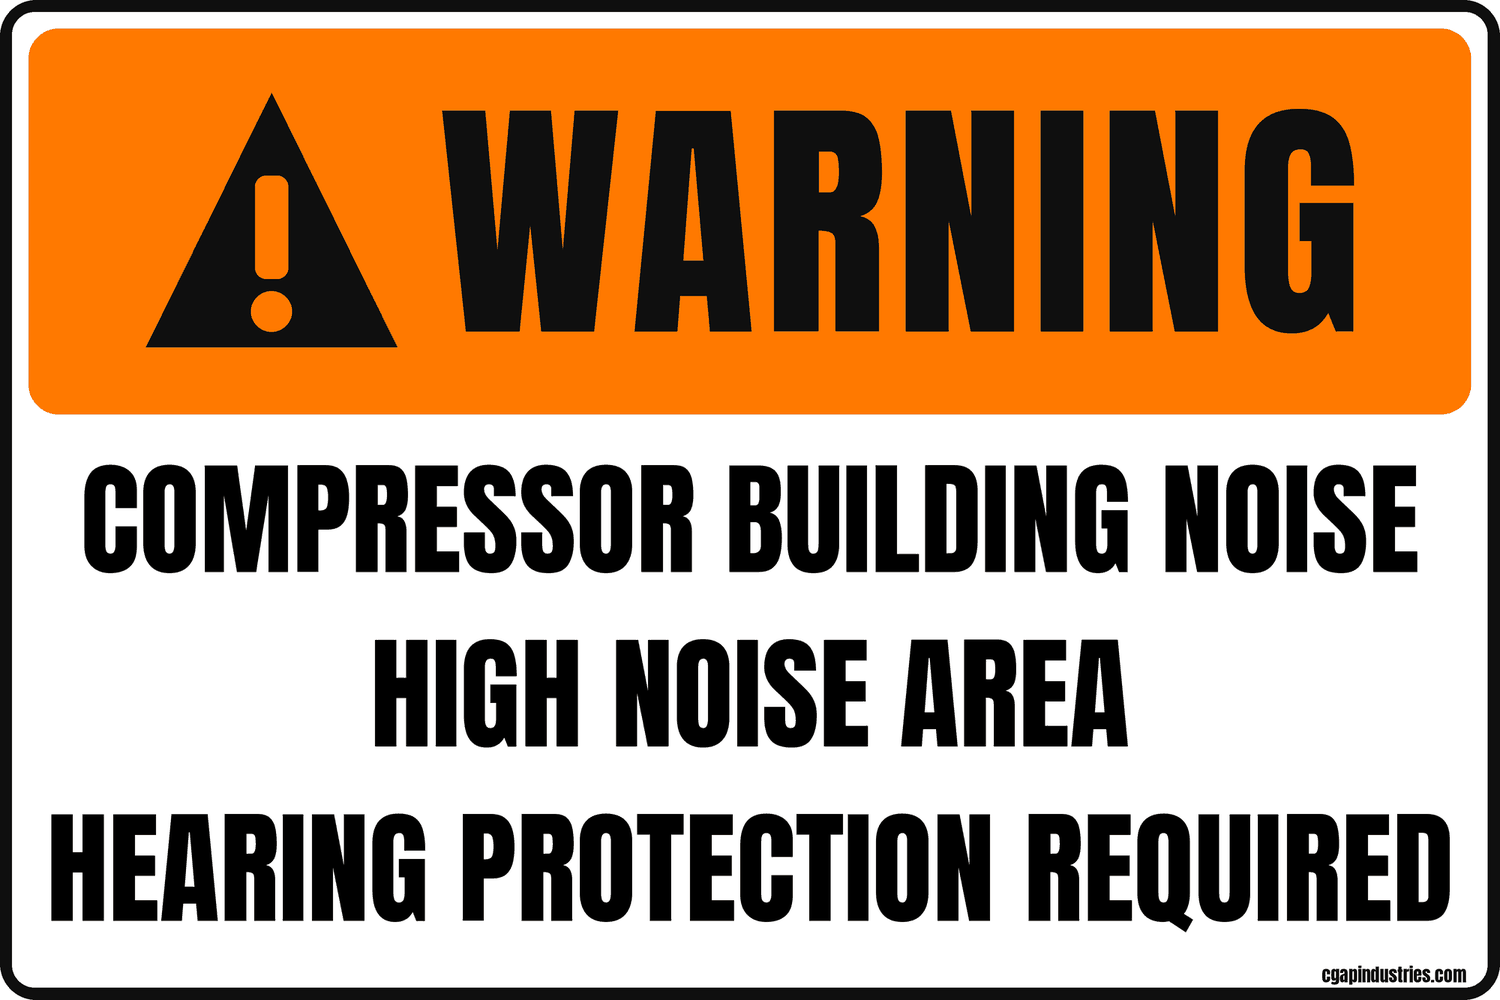 WARNING
COMPRESSOR BUILDING NOISE
HIGH NOISE AREA
HEARING PROTECTION REQUIRED
cgapindustries.com